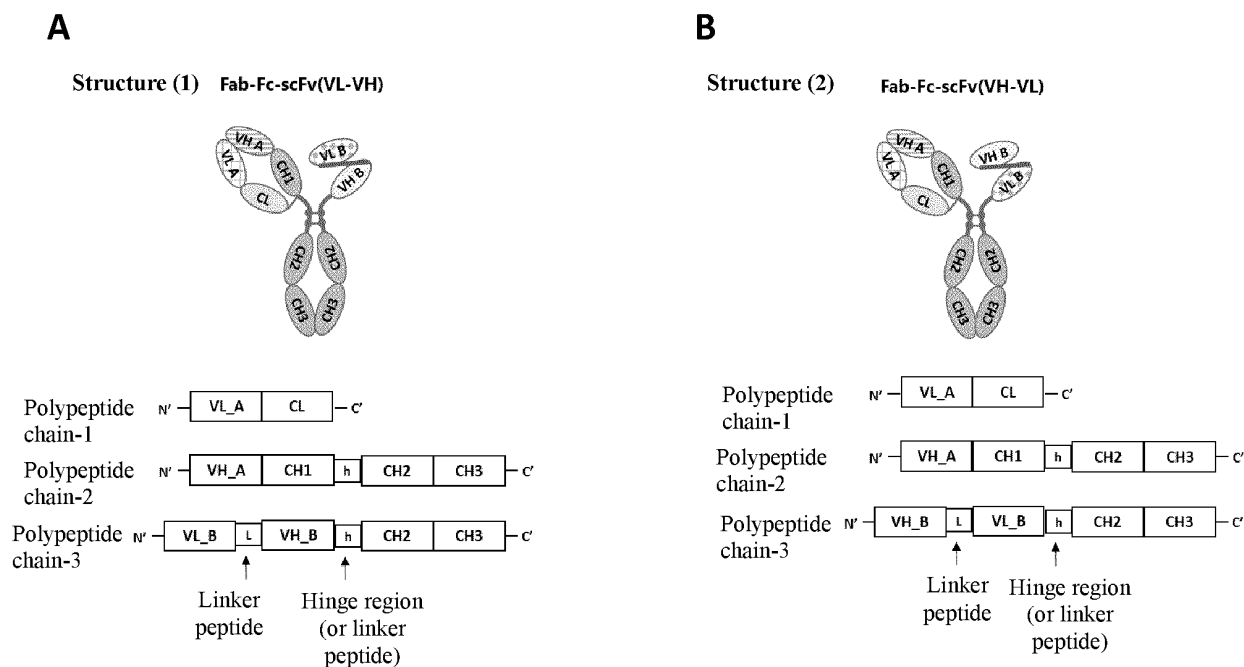 A
Structure (1) Fab-Fc-scFv(VL-VH)
VH A
VL A
CH1
CL
VL B
VH B
CH2
CH2
CH3
CH3
Polypeptide
chain-1
N' VL_A CL C'
Polypeptide
chain-2
N' VH_A CH1 h CH2 CH3 C'
Polypeptide
chain-3
N' VL_B L VH_B h CH2 CH3 C'
Linker
peptide
Hinge region
(or linker
peptide)
B
Structure (2) Fab-Fc-scFv(VH-VL)
VH A
VL A
CH1
CL
VH B
VL B
CH2
CH2
CH3
CH3
Polypeptide
chain-1
N' VL_A CL C'
Polypeptide
chain-2
N' VH_A CH1 h CH2 CH3 C'
Polypeptide
chain-3
N' VH_B L VL_B h CH2 CH3 C'
Linker
peptide
Hinge region
(or linker
peptide)